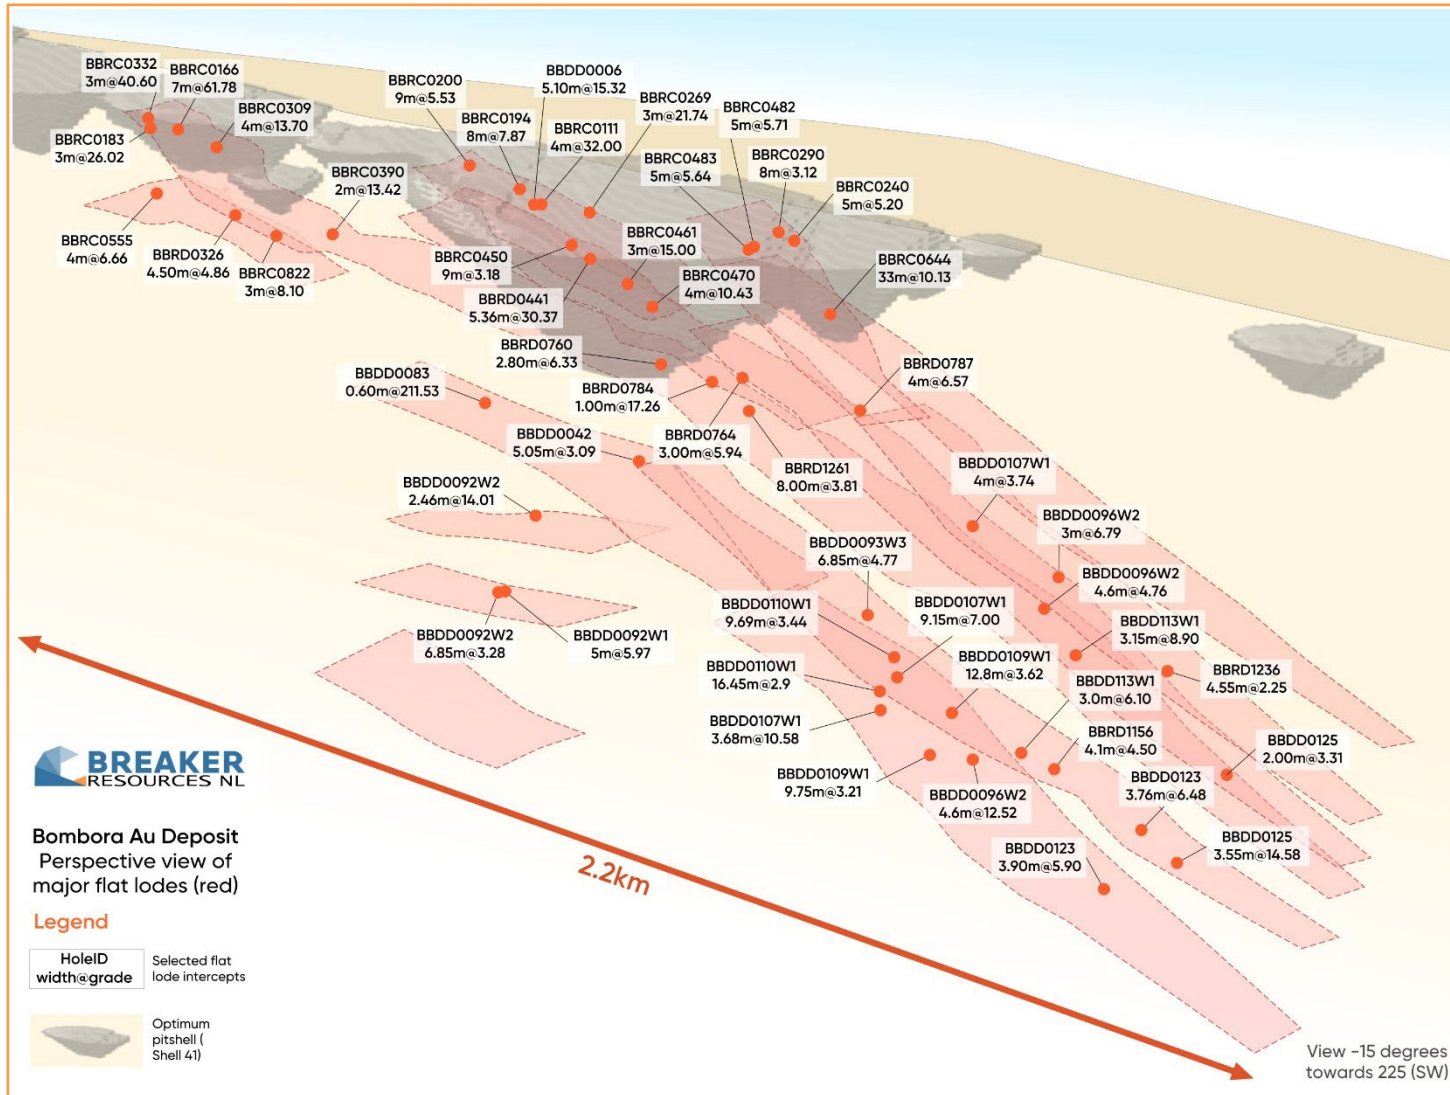 BBRC0332
3m@40.60
BBRC0166
7m@61.78
BBRC0309
4m@13.70
BBRC0183
3m@26.02
BBRC0390
2m@13.42
BBRC0555
4m@6.66
BBRD0326
4.50m@4.86
BBRC0822
3m@8.10
BBRC0200
9m@5.53
BBDD0006
5.10m@15.32
BBRC0194
8m@7.87
BBRC0111
4m@32.00
BBRC0269
3m@21.74
BBRC0482
5m@5.71
BBRC0483
5m@5.64
BBRC0290
8m@3.12
BBRC0240
5m@5.20
BBRC0450
9m@3.18
BBRC0461
3m@15.00
BBRC0470
4m@10.43
BBRC0644
33m@10.13
BBRD0441
5.36m@30.37
BBRD0760
2.80m@6.33
BBDD0083
0.60m@211.53
BBRD0784
1.00m@17.26
BBRD0787
4m@6.57
BBDD0042
5.05m@3.09
BBRD0764
3.00m@5.94
BBRD1261
8.00m@3.81
BBDD0107W1
4m@3.74
BBDD0092W2
2.46m@14.01
BBDD0096W2
3m@6.79
BBDD0093W3
6.85m@4.77
BBDD0096W2
4.6m@4.76
BBDD0110W1
9.69m@3.44
BBDD0107W1
9.15m@7.00
BBDD113W1
3.15m@8.90
BBDD0092W2
6.85m@3.28
BBDD0092W1
5m@5.97
BBDD0110W1
16.45m@2.9
BBDD0109W1
12.8m@3.62
BBDD113W1
3.0m@6.10
BBRD1236
4.55m@2.25
BBDD0107W1
3.68m@10.58
BBRD1156
4.1m@4.50
BBDD0125
2.00m@3.31
BBDD0109W1
9.75m@3.21
BBDD0096W2
4.6m@12.52
BBDD0123
3.76m@6.48
BBDD0123
3.90m@5.90
BBDD0125
3.55m@14.58
2.2km
BREAKER
RESOURCES NL
Bombora Au Deposit
Perspective view of
major flat lodes (red)
Legend
HoleID
width@grade
Selected flat
lode intercepts
Optimum
pitshell (
Shell 41)
View -15 degrees
towards 225 (SW)